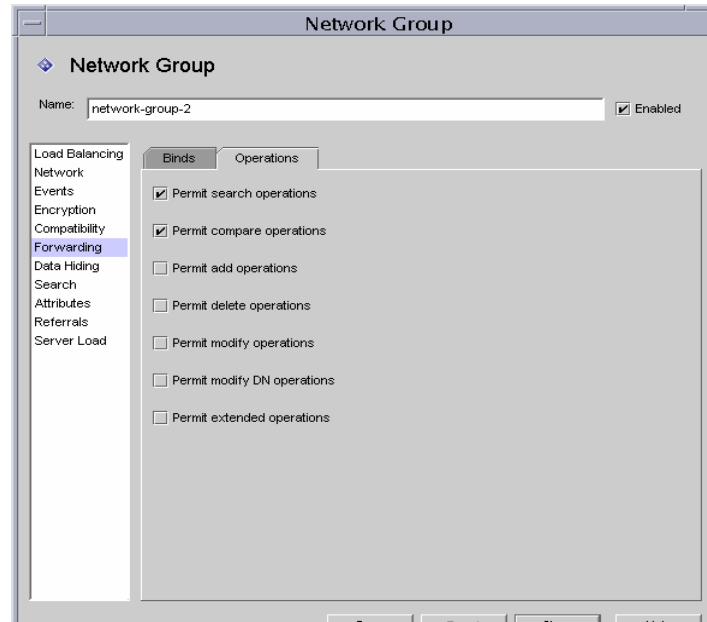 Network Group
Network Group
Name: network-group-2 Enabled
Load Balancing
Network
Events
Encryption
Compatibility
Forwarding
Data Hiding
Search
Attributes
Referrals
Server Load
Binds Operations
Permit search operations
Permit compare operations
Permit add operations
Permit delete operations
Permit modify operations
Permit modify DN operations
Permit extended operations